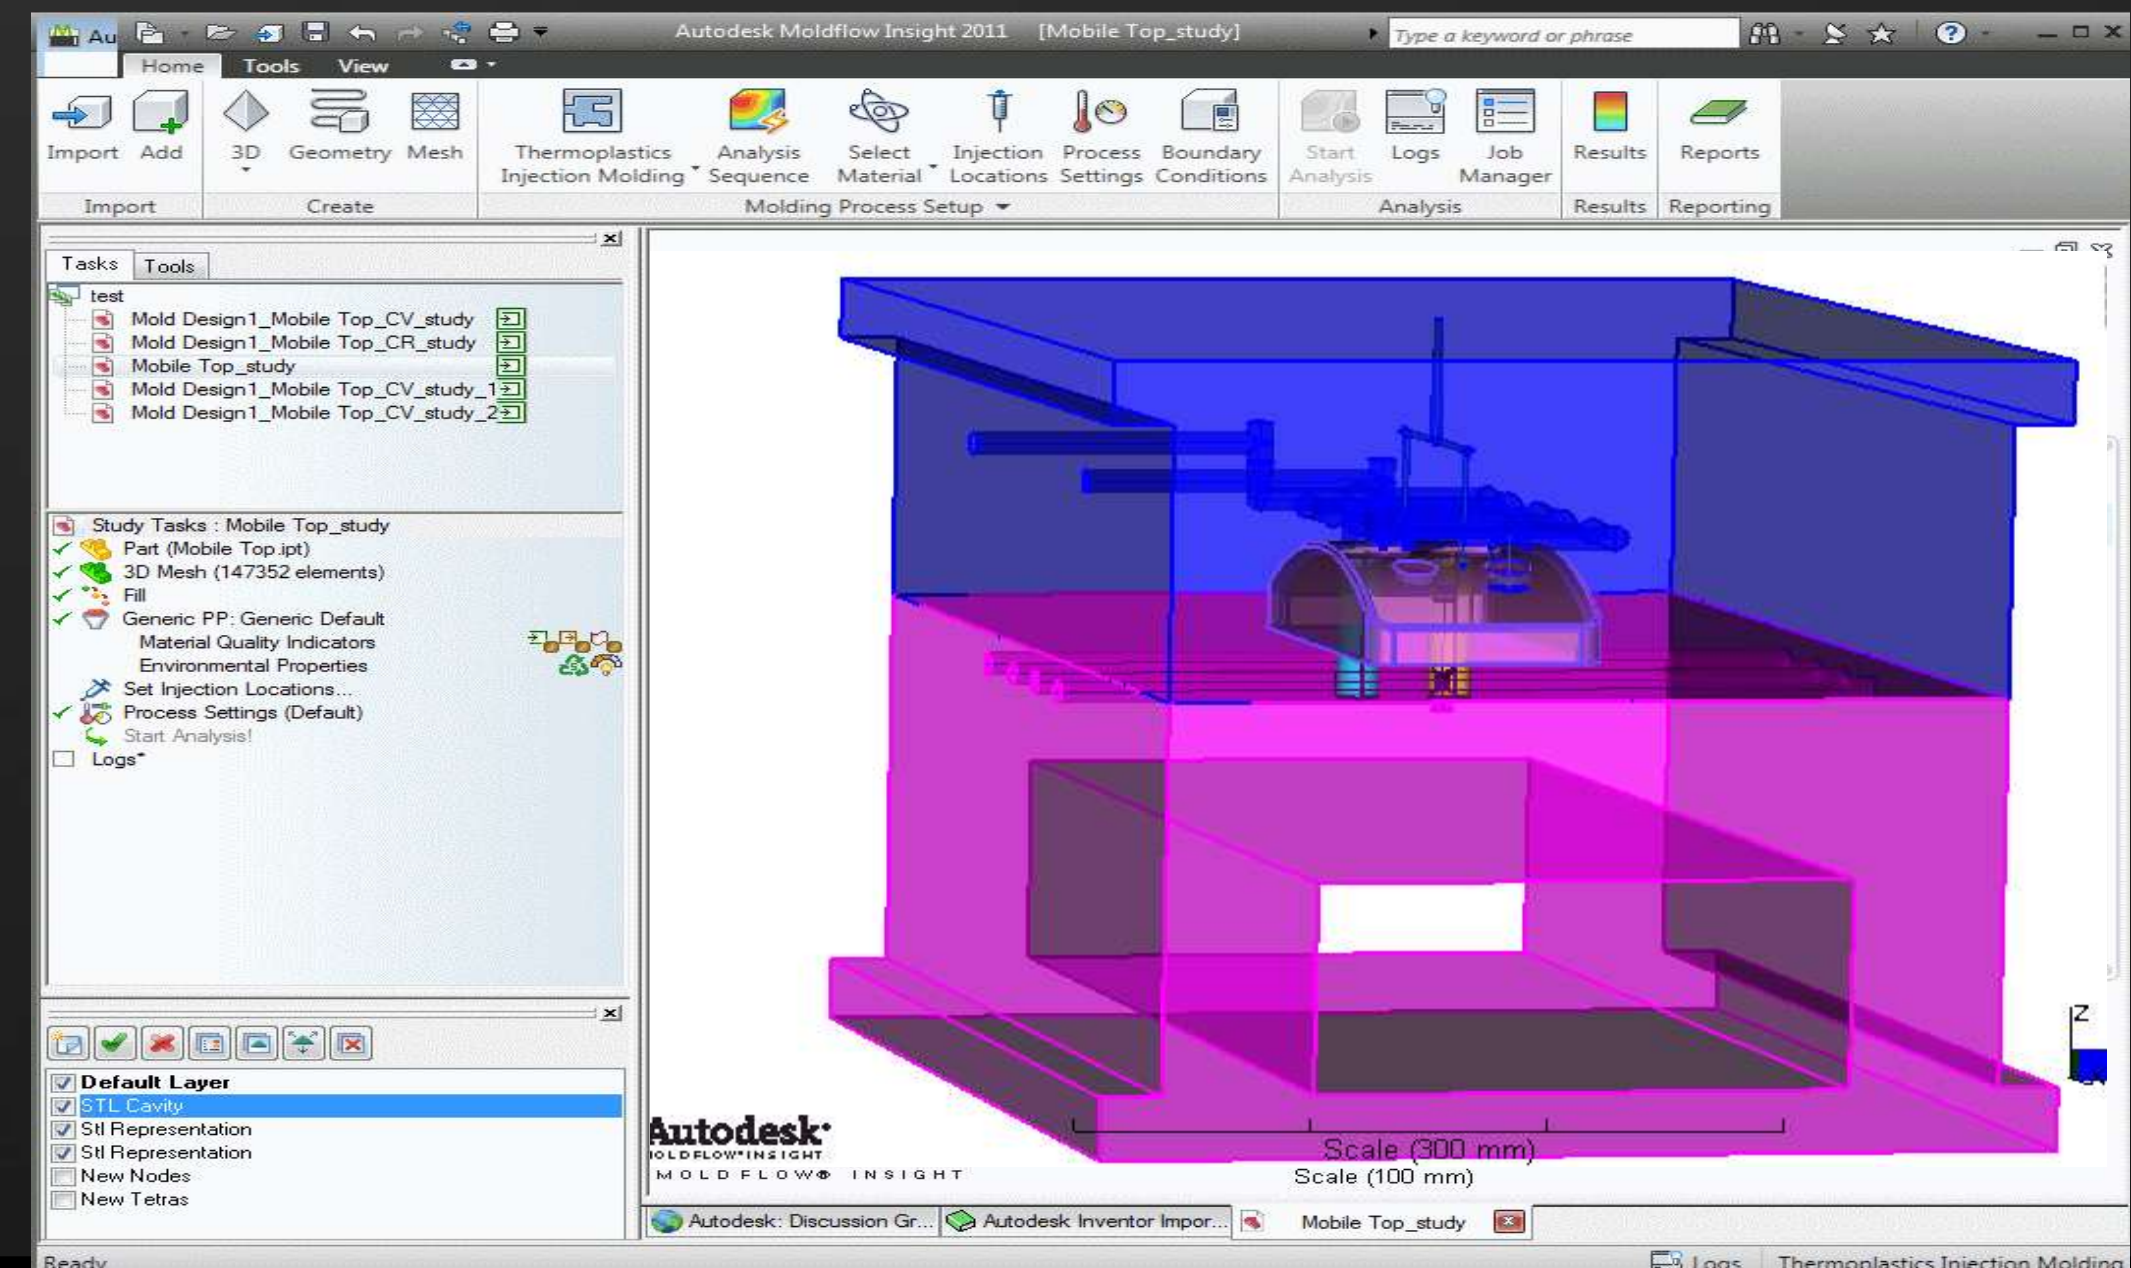 Au
Autodesk Moldflow Insight 2011 [Mobile Top_study]
Type a keyword or phrase
Home Tools View
Import Add 3D Geometry Mesh
Thermoplastics Injection Molding
Analysis Sequence
Select Material
Injection Locations
Process Settings
Boundary Conditions
Start Analysis
Logs
Job Manager
Results
Reports
Import Create Molding Process Setup Analysis Results Reporting
Tasks Tools
test
Mold Design1_Mobile Top_CV_study
Mold Design1_Mobile Top_CR_study
Mobile Top_study
Mold Design1_Mobile Top_CV_study_1
Mold Design1_Mobile Top_CV_study_2
Study Tasks : Mobile Top_study
Part (Mobile Top.ipt)
3D Mesh (147352 elements)
Fill
Generic PP: Generic Default
Material Quality Indicators
Environmental Properties
Set Injection Locations...
Process Settings (Default)
Start Analysis!
Logs*
Default Layer
STL Cavity
Stl Representation
Stl Representation
New Nodes
New Tetras
Z
Autodesk
OLDFLOW®INSIGHT
MOLDFLOW® INSIGHT
Scale (300 mm)
Scale (100 mm)
Autodesk: Discussion Gr... Autodesk Inventor Impor... Mobile Top_study
Ready
Logs Thermoplastics Injection Molding